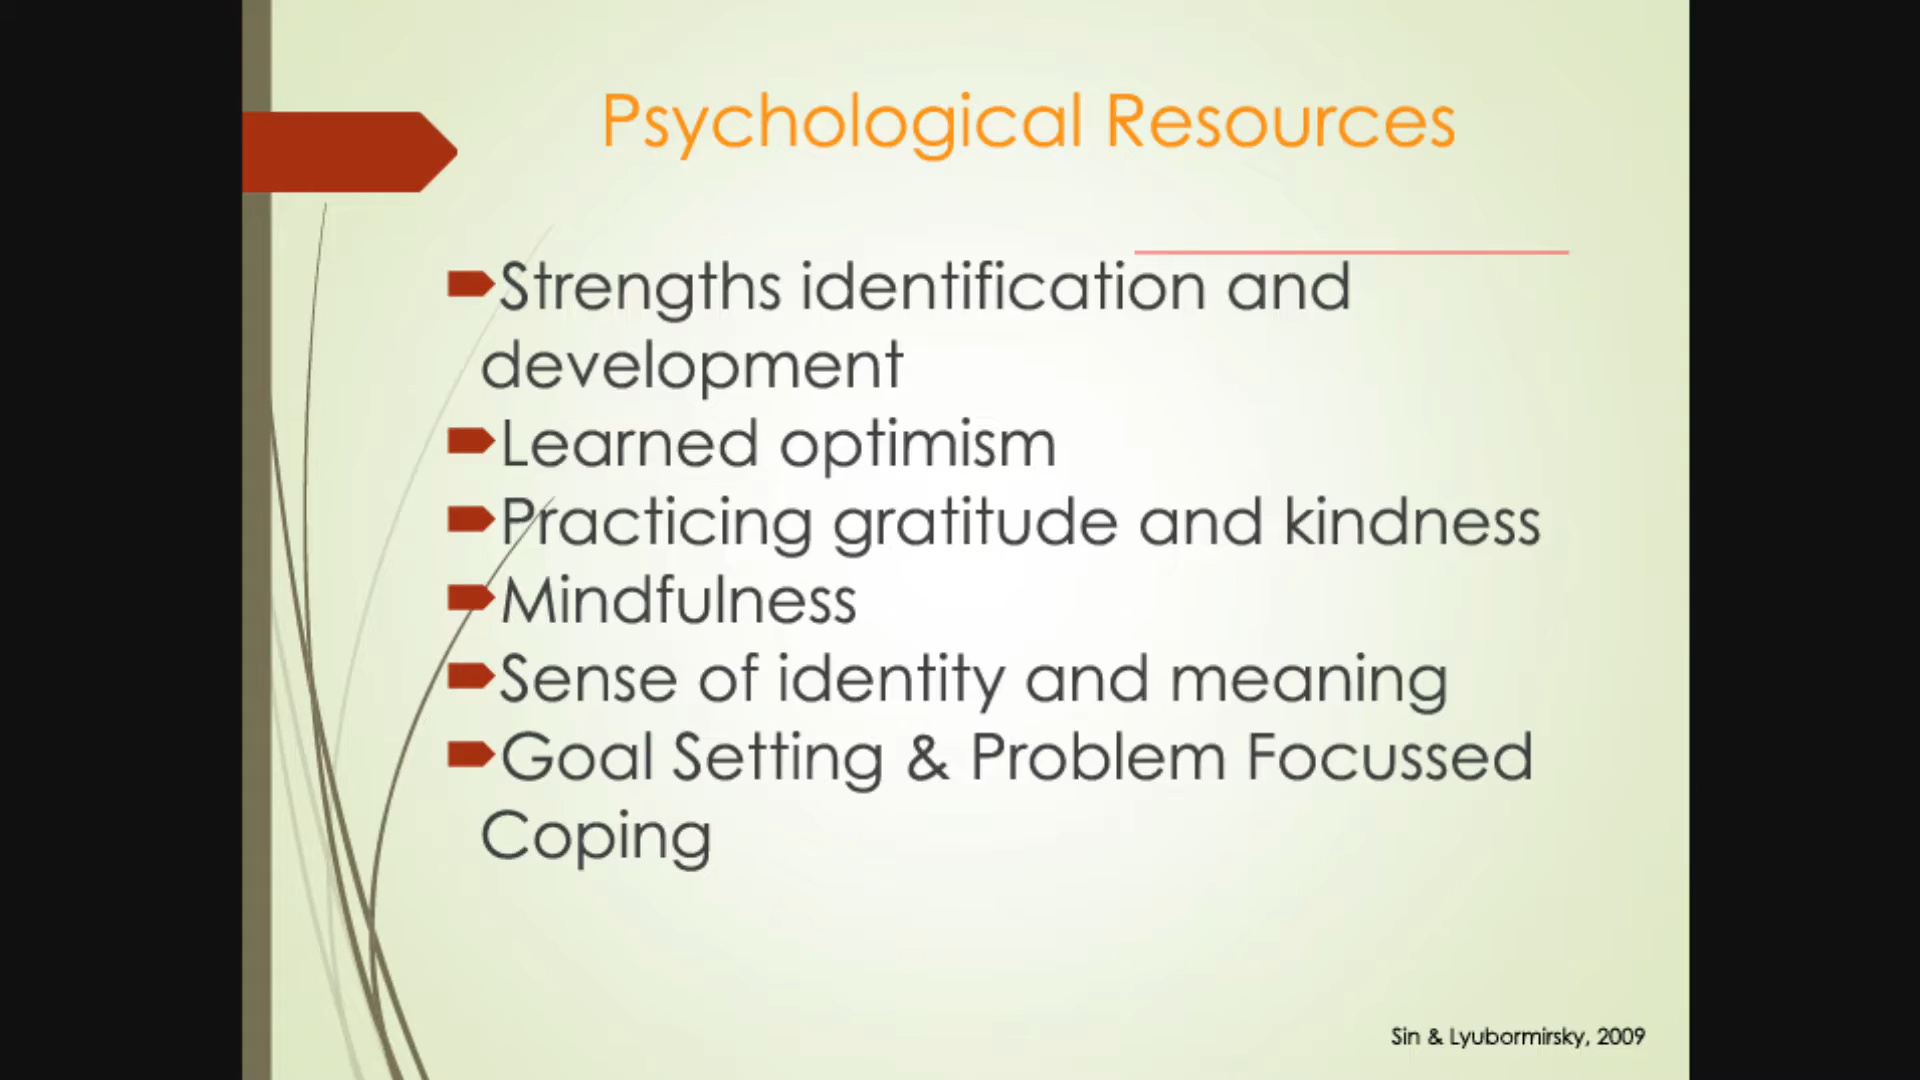 Psychological Resources
Strengths identification and
development
Learned optimism
Practicing gratitude and kindness
Mindfulness
Sense of identity and meaning
Goal Setting & Problem Focussed
Coping
Sin & Lyubormirsky, 2009